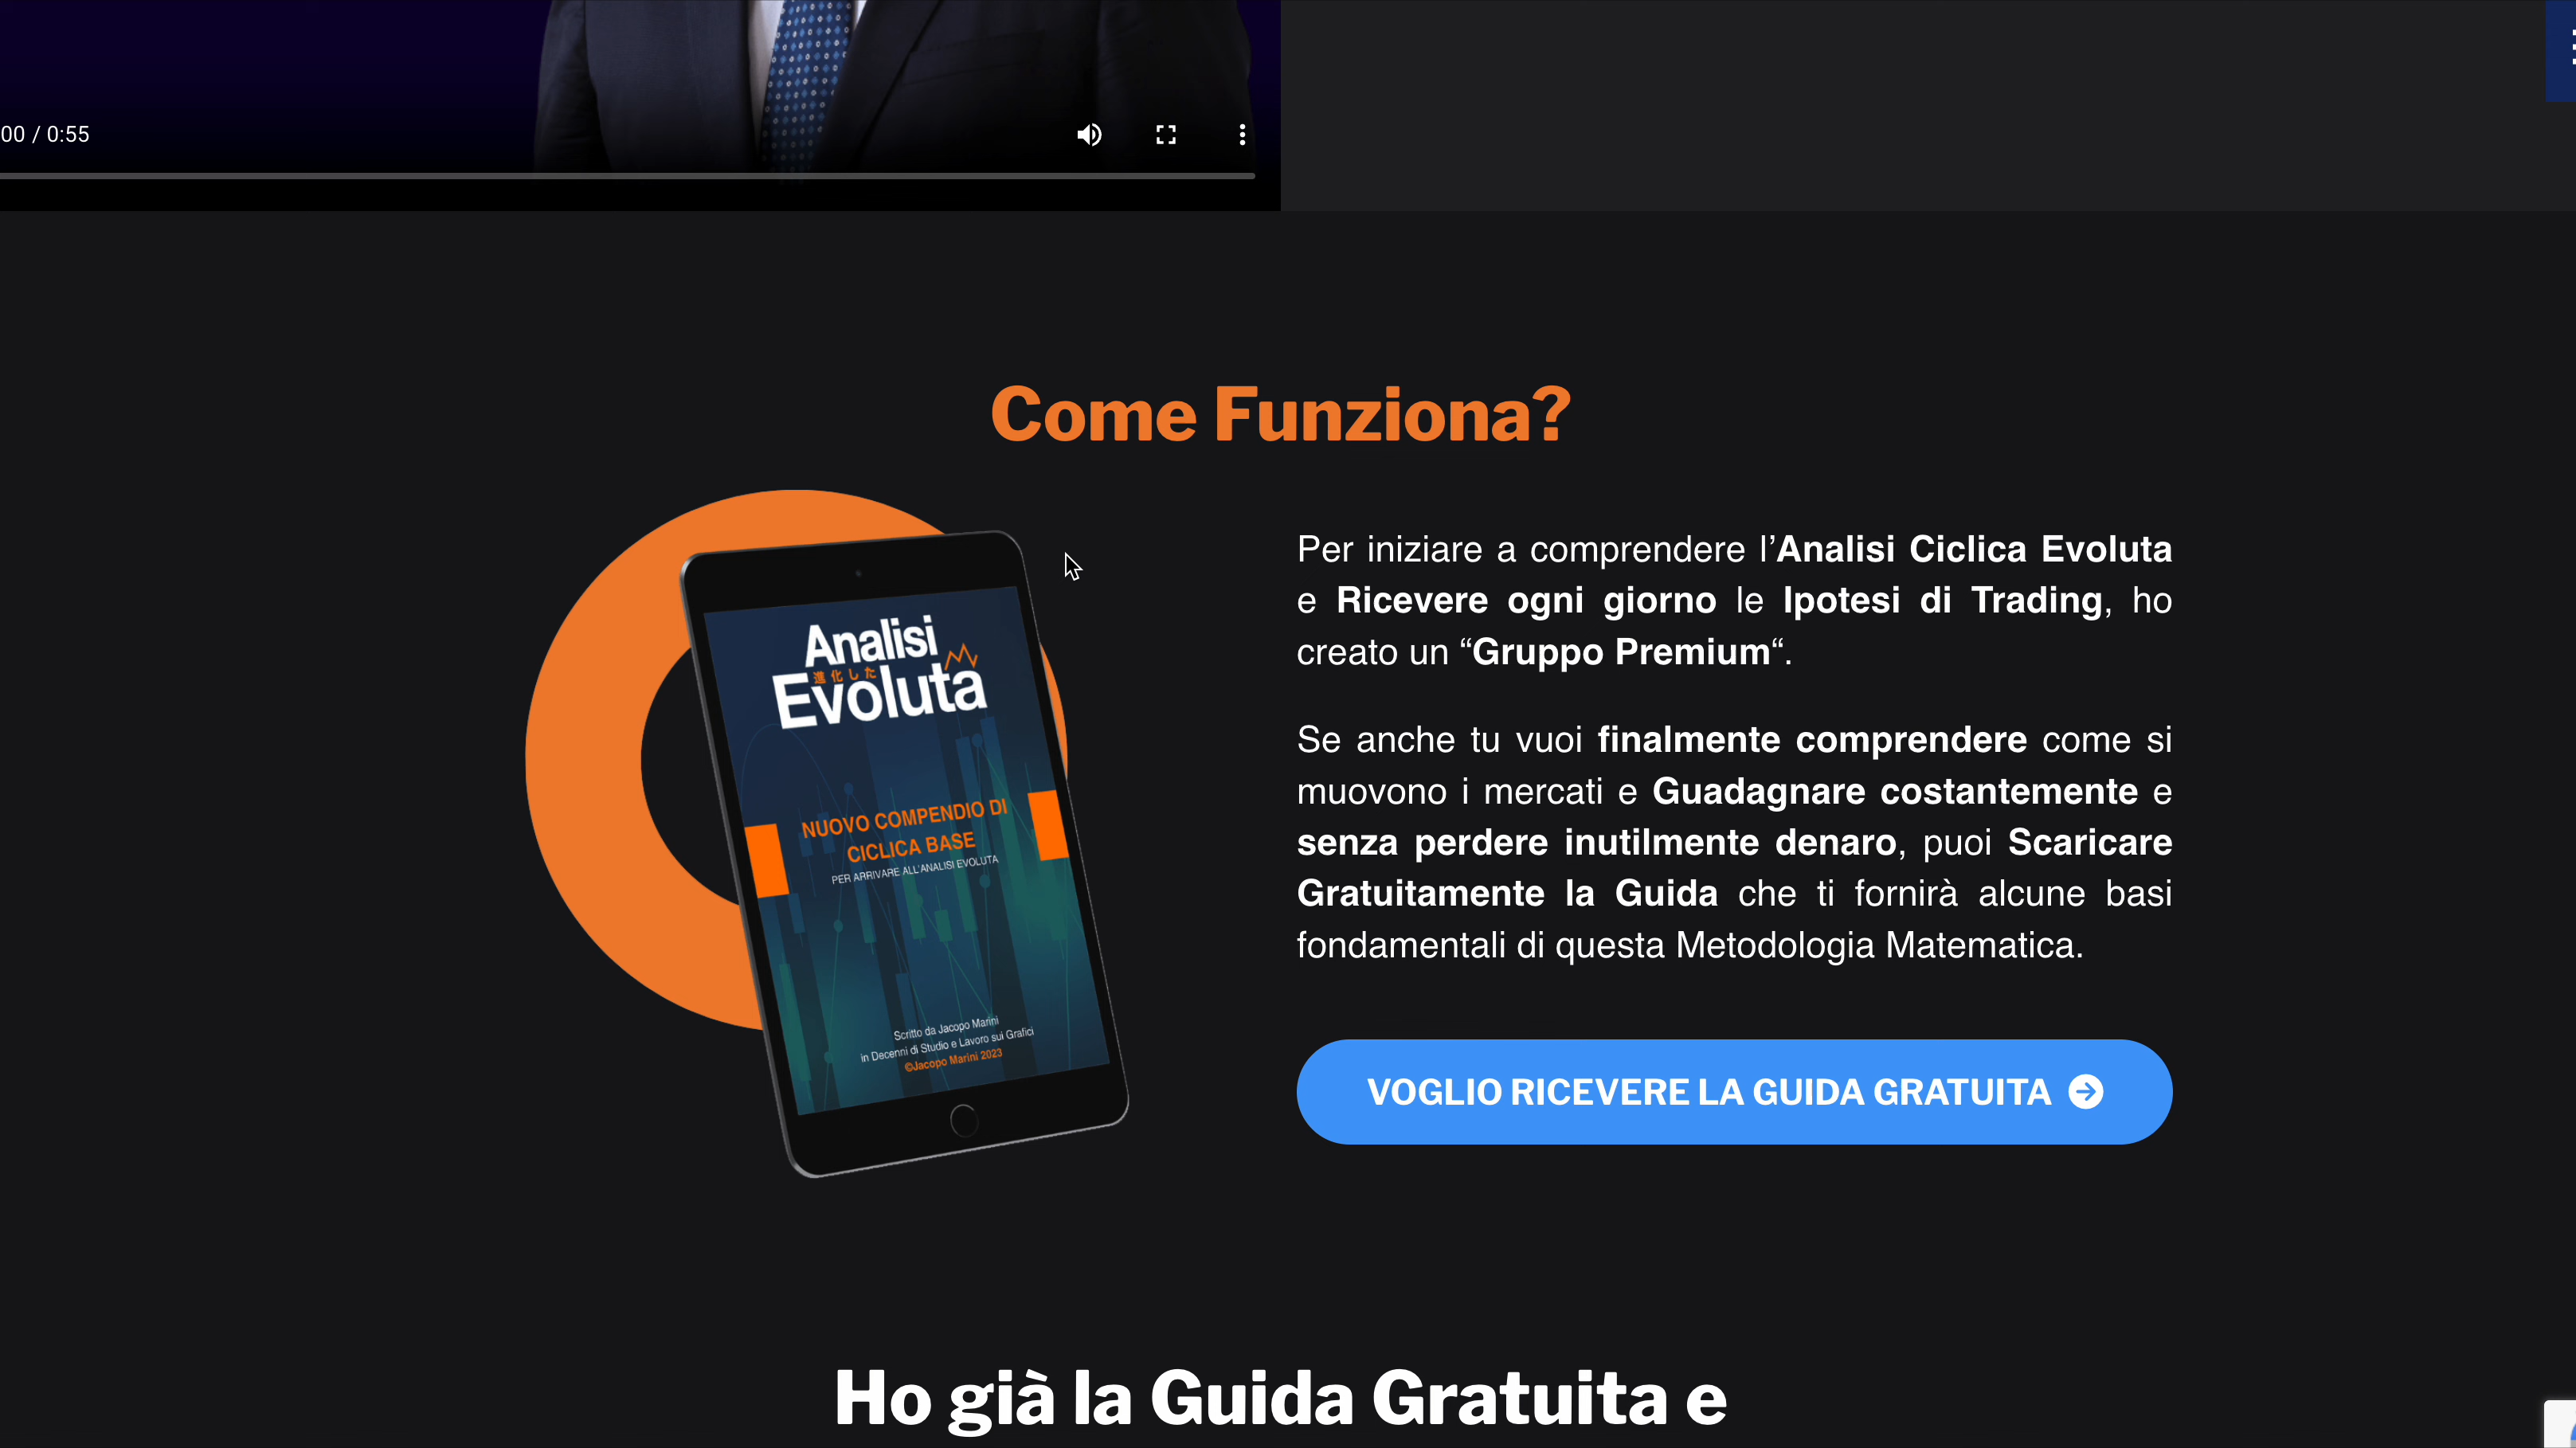 00 / 0:55
Come Funziona?
Analisi
進化した
Evoluta
NUOVO COMPENDIO DI
CICLICA BASE
PER ARRIVARE ALL'ANALISI EVOLUTA
Scritto da Jacopo Marini
in Decenni di Studio e Lavoro sui Grafici
©Jacopo Marini 2023
Per iniziare a comprendere l’Analisi Ciclica Evoluta
e Ricevere ogni giorno le Ipotesi di Trading, ho
creato un “Gruppo Premium“.
Se anche tu vuoi finalmente comprendere come si
muovono i mercati e Guadagnare costantemente e
senza perdere inutilmente denaro, puoi Scaricare
Gratuitamente la Guida che ti fornirà alcune basi
fondamentali di questa Metodologia Matematica.
VOGLIO RICEVERE LA GUIDA GRATUITA
Ho già la Guida Gratuita e